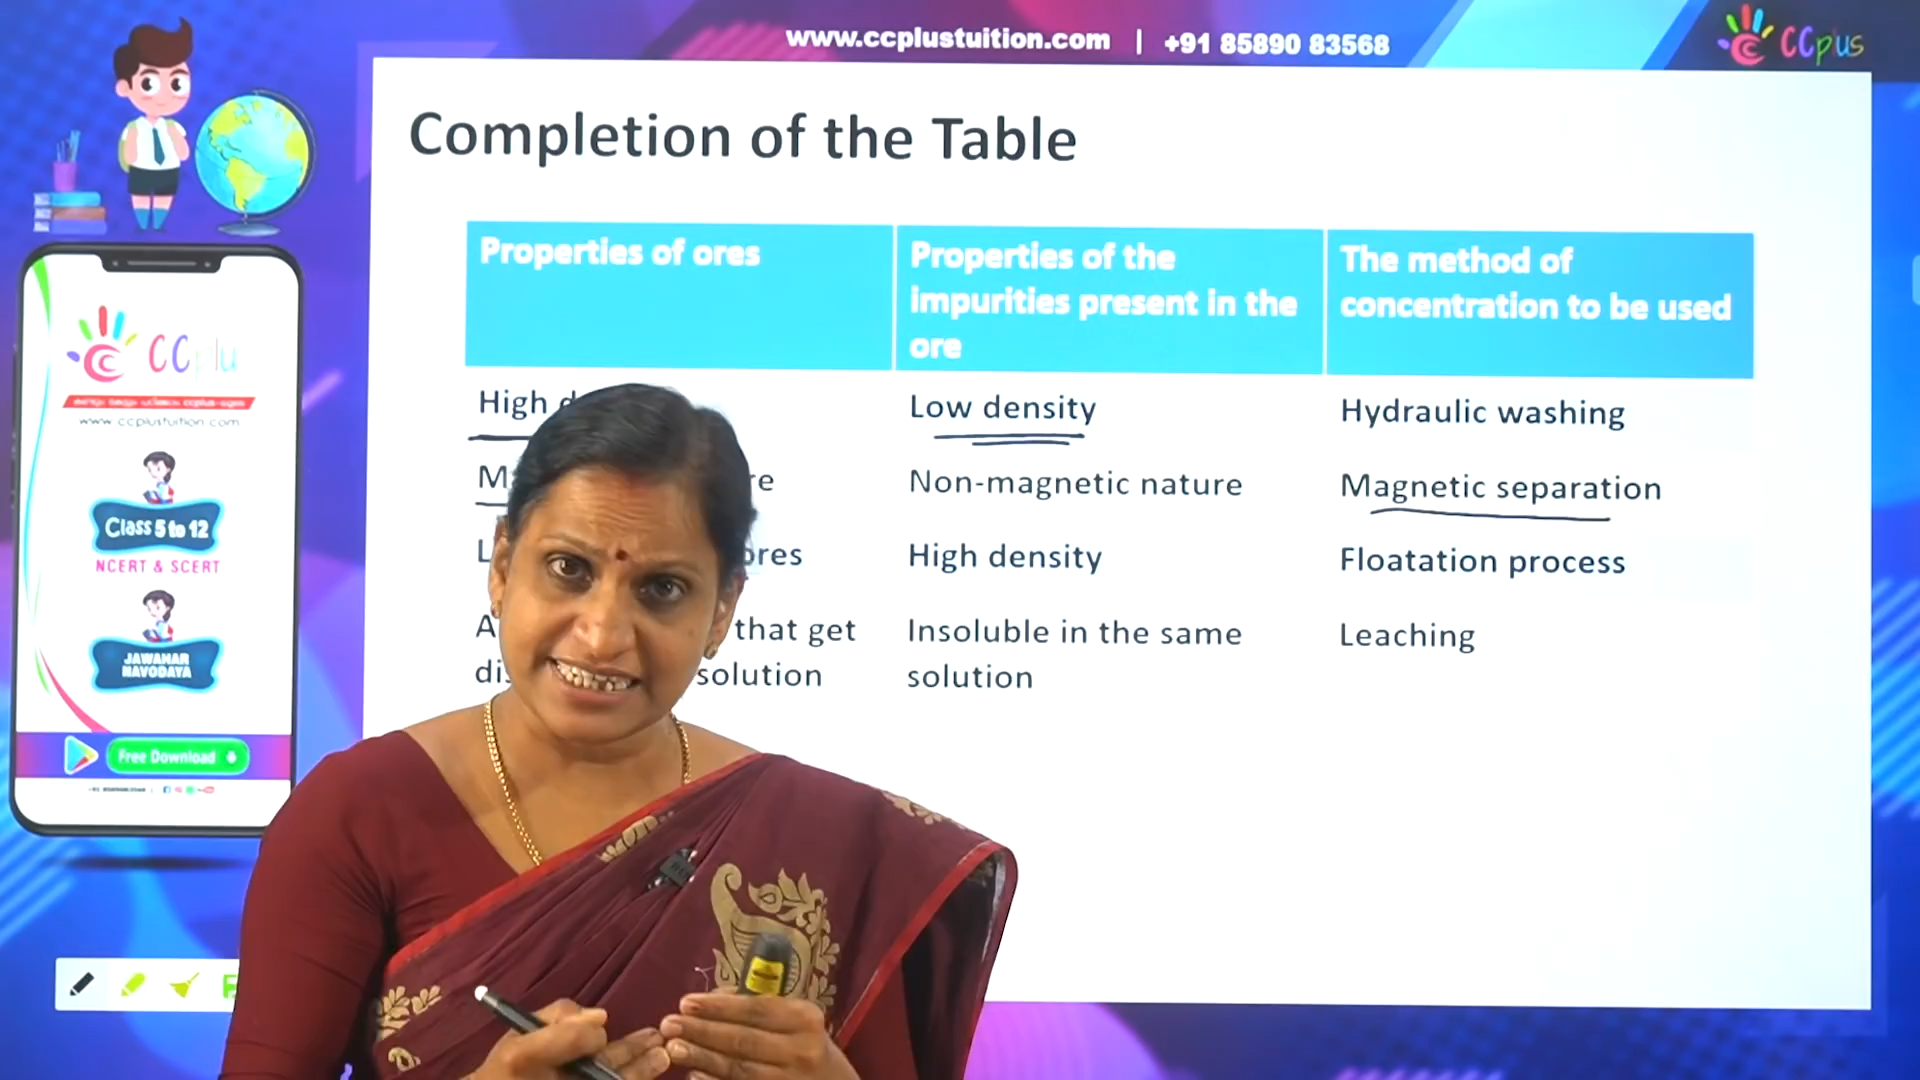 www.ccplustuition.com | +91 85890 83568
CCplus
Completion of the Table
Properties of ores
Properties of the
impurities present in the
ore
The method of
concentration to be used
High
Low density
Hydraulic washing
Non-magnetic nature
Magnetic separation
High density
Floatation process
that get
solution
Insoluble in the same
solution
Leaching
www.ccplustuition.com
Class 5 to 12
NCERT & SCERT
JAWAHAR
NAVODAYA
Free Download